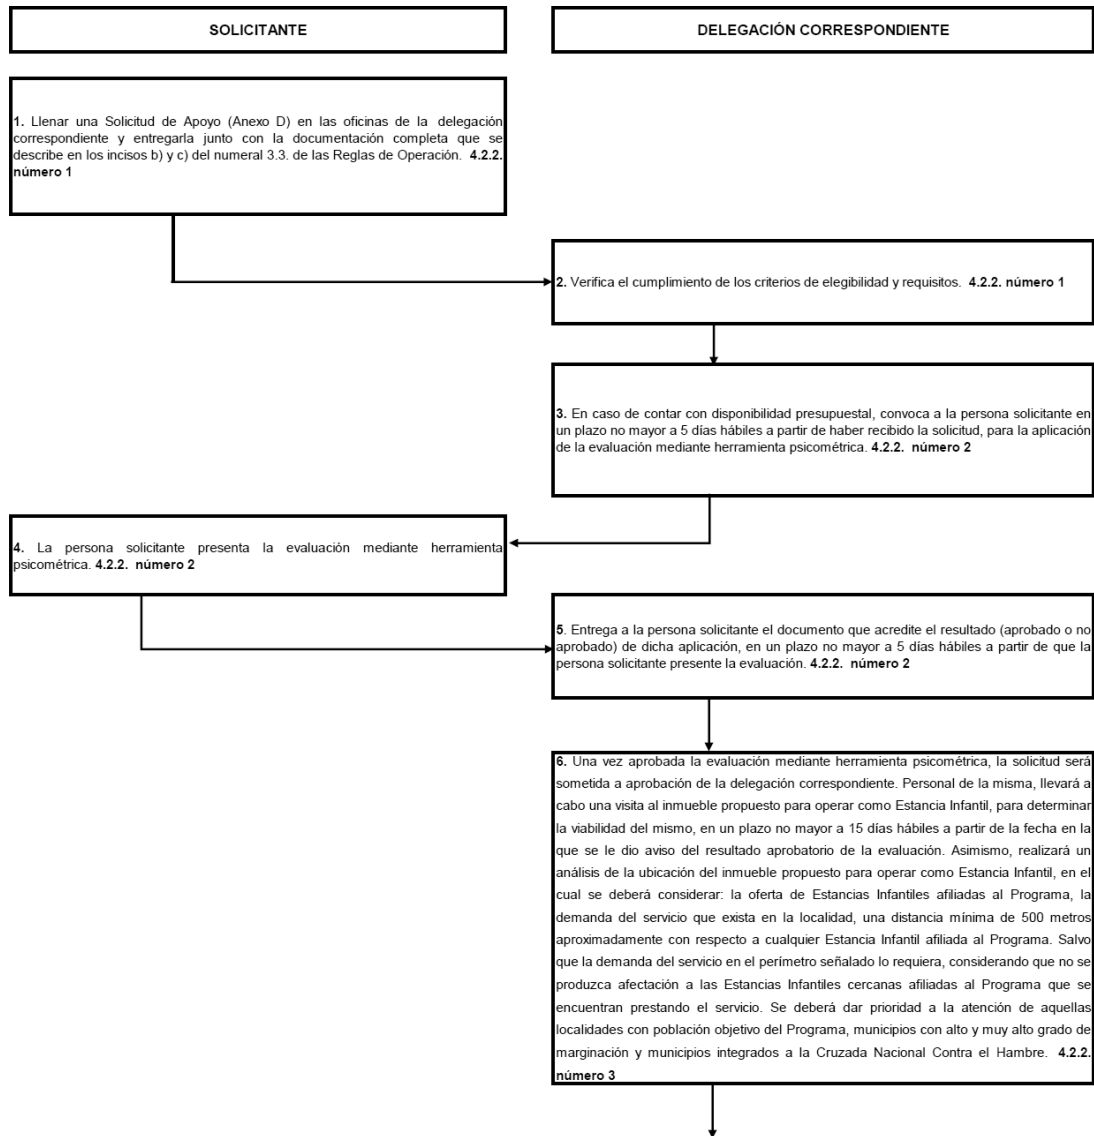 SOLICITANTE
DELEGACIÓN CORRESPONDIENTE
1. Llenar una Solicitud de Apoyo (Anexo D) en las oficinas de la delegación
correspondiente y entregarla junto con la documentación completa que se
describe en los incisos b) y c) del numeral 3.3. de las Reglas de Operación. 4.2.2.
número 1
2. Verifica el cumplimiento de los criterios de elegibilidad y requisitos. 4.2.2. número 1
3. En caso de contar con disponibilidad presupuestal, convoca a la persona solicitante en
un plazo no mayor a 5 días hábiles a partir de haber recibido la solicitud, para la aplicación
de la evaluación mediante herramienta psicométrica. 4.2.2. número 2
4. La persona solicitante presenta la evaluación mediante herramienta
psicométrica. 4.2.2. número 2
5. Entrega a la persona solicitante el documento que acredite el resultado (aprobado o no
aprobado) de dicha aplicación, en un plazo no mayor a 5 días hábiles a partir de que la
persona solicitante presente la evaluación. 4.2.2. número 2
6. Una vez aprobada la evaluación mediante herramienta psicométrica, la solicitud será
sometida a aprobación de la delegación correspondiente. Personal de la misma, llevará a
cabo una visita al inmueble propuesto para operar como Estancia Infantil, para determinar
la viabilidad del mismo, en un plazo no mayor a 15 días hábiles a partir de la fecha en la
que se le dio aviso del resultado aprobatorio de la evaluación. Asimismo, realizará un
análisis de la ubicación del inmueble propuesto para operar como Estancia Infantil, en el
cual se deberá considerar: la oferta de Estancias Infantiles afiliadas al Programa, la
demanda del servicio que exista en la localidad, una distancia mínima de 500 metros
aproximadamente con respecto a cualquier Estancia Infantil afiliada al Programa. Salvo
que la demanda del servicio en el perímetro señalado lo requiera, considerando que no se
produzca afectación a las Estancias Infantiles cercanas afiliadas al Programa que se
encuentran prestando el servicio. Se deberá dar prioridad a la atención de aquellas
localidades con población objetivo del Programa, municipios con alto y muy alto grado de
marginación y municipios integrados a la Cruzada Nacional Contra el Hambre. 4.2.2.
número 3